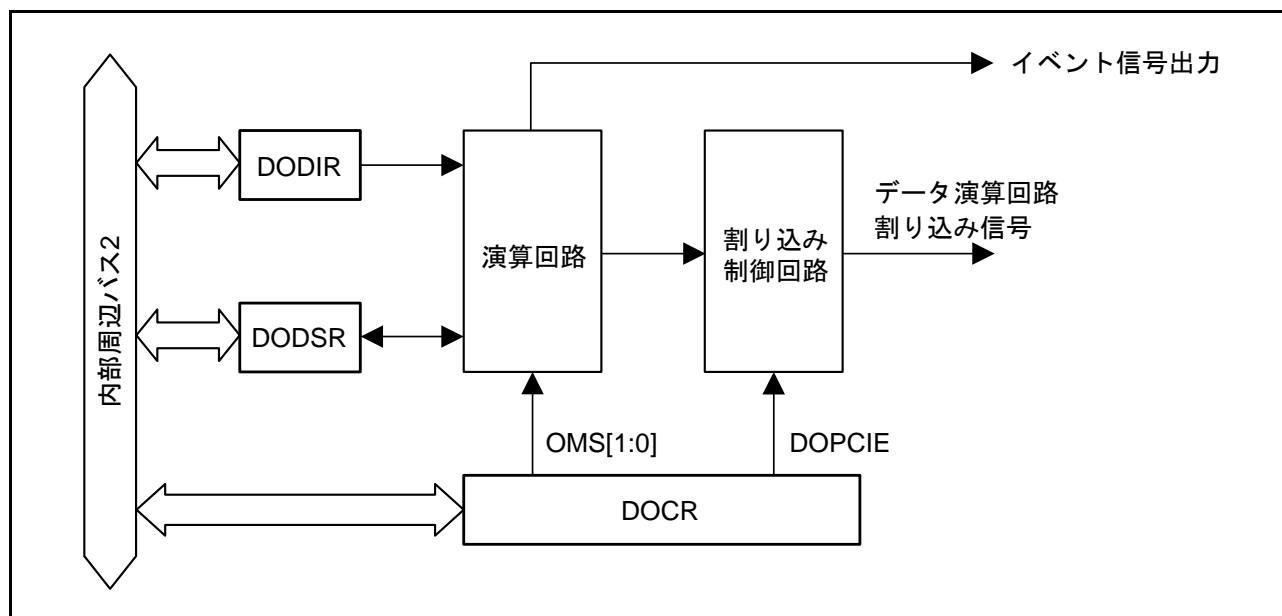 イベント信号出力
DODIR
データ演算回路
割り込み信号
演算回路
割り込み
制御回路
内部周辺バス2
DODSR
OMS[1:0]
DOPCIE
DOCR